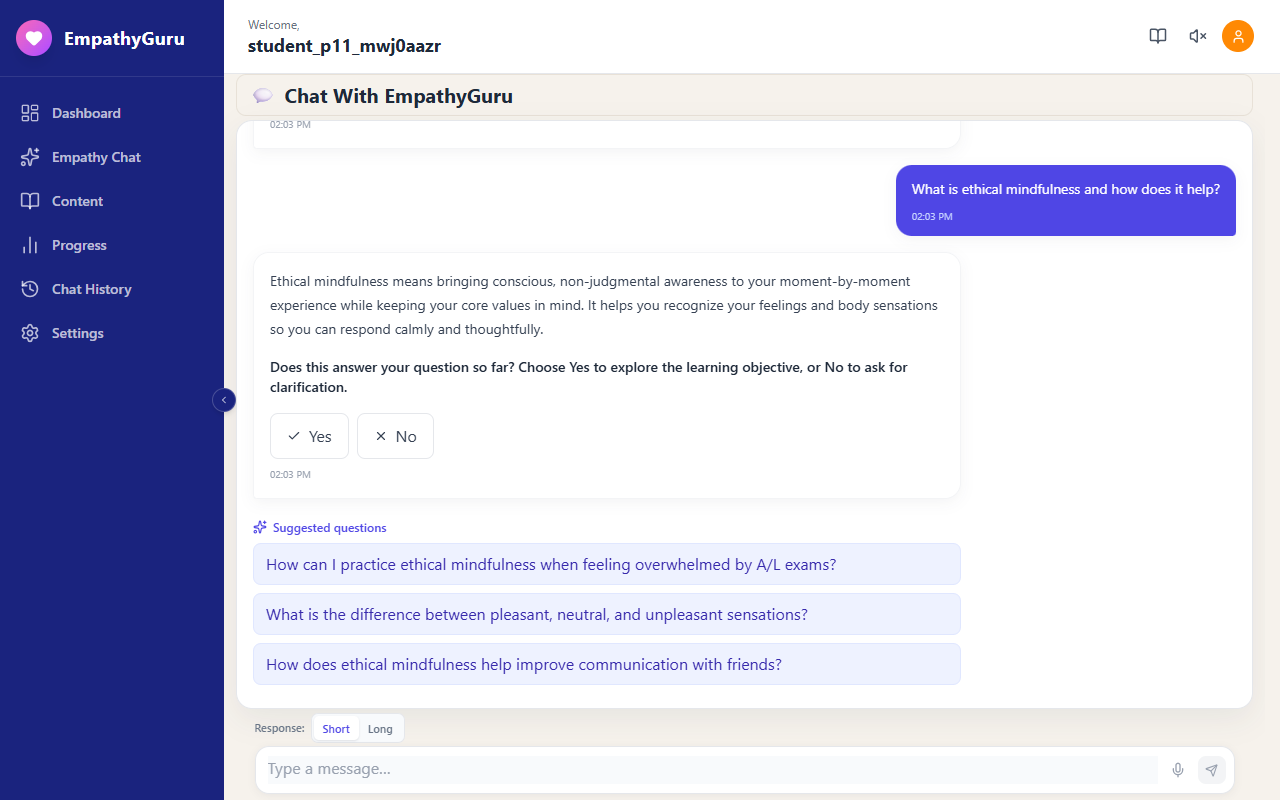 EmpathyGuru
Dashboard
Empathy Chat
Content
Progress
Chat History
Settings
Welcome,
student_p11_mwj0aazr
Chat With EmpathyGuru
02:03 PM
What is ethical mindfulness and how does it help?
02:03 PM
Ethical mindfulness means bringing conscious, non-judgmental awareness to your moment-by-moment
experience while keeping your core values in mind. It helps you recognize your feelings and body sensations
so you can respond calmly and thoughtfully.
Does this answer your question so far? Choose Yes to explore the learning objective, or No to ask for
clarification.
Yes No
02:03 PM
Suggested questions
How can I practice ethical mindfulness when feeling overwhelmed by A/L exams?
What is the difference between pleasant, neutral, and unpleasant sensations?
How does ethical mindfulness help improve communication with friends?
Response: Short Long
Type a message...